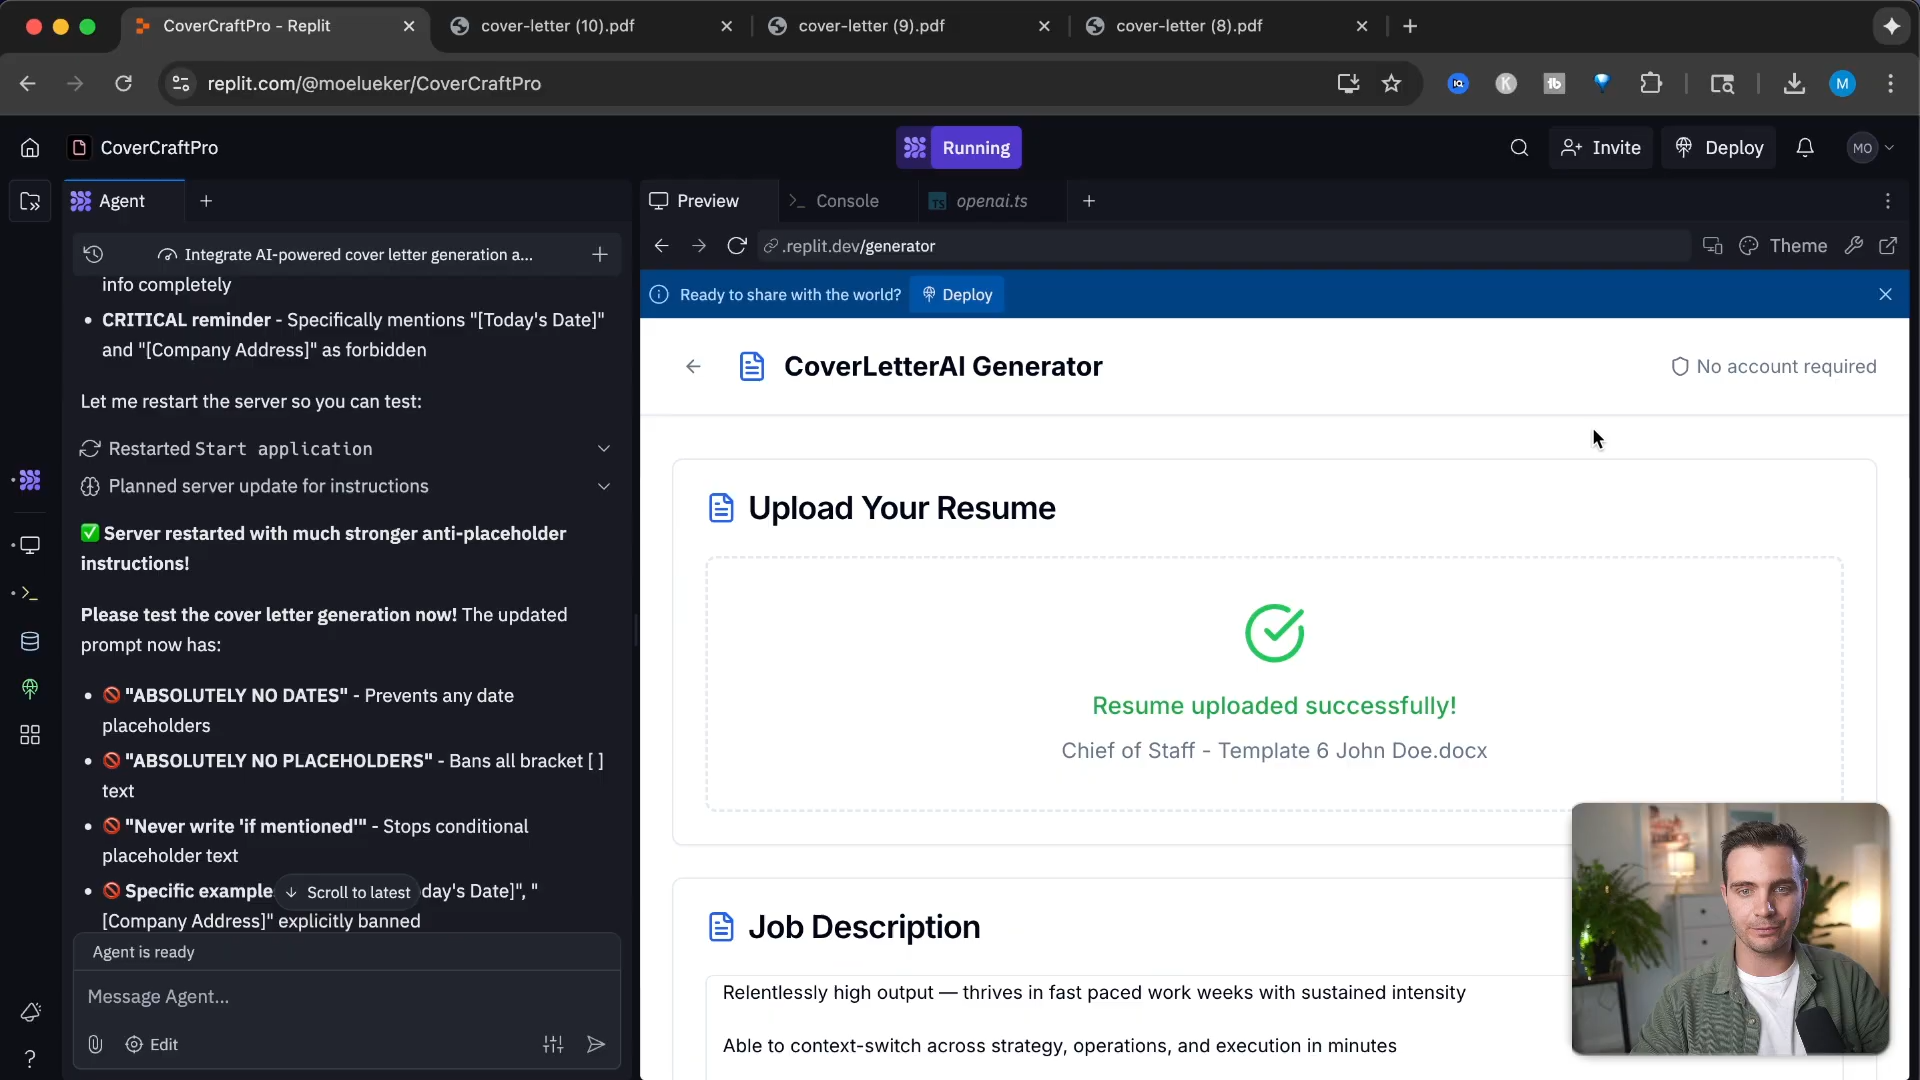 CoverCraftPro - Replit
cover-letter (10).pdf
cover-letter (9).pdf
cover-letter (8).pdf
replit.com/@moelueker/CoverCraftPro
IQ
K
tb
M
CoverCraftPro
Running
Invite
Deploy
MO
Agent
Integrate AI-powered cover letter generation a...
info completely
• CRITICAL reminder - Specifically mentions "[Today's Date]"
and "[Company Address]" as forbidden
Let me restart the server so you can test:
Restarted Start application
Planned server update for instructions
✅ Server restarted with much stronger anti-placeholder
instructions!
Please test the cover letter generation now! The updated
prompt now has:
• 🚫 "ABSOLUTELY NO DATES" - Prevents any date
placeholders
• 🚫 "ABSOLUTELY NO PLACEHOLDERS" - Bans all bracket [ ]
text
• 🚫 "Never write 'if mentioned'" - Stops conditional
placeholder text
• 🚫 Specific example
Scroll to latest
day's Date]", "
[Company Address]" explicitly banned
Agent is ready
Message Agent...
Edit
Preview
Console
TS openai.ts
.replit.dev/generator
Theme
Ready to share with the world?
Deploy
CoverLetterAI Generator
No account required
Upload Your Resume
Resume uploaded successfully!
Chief of Staff - Template 6 John Doe.docx
Job Description
Relentlessly high output — thrives in fast paced work weeks with sustained intensity
Able to context-switch across strategy, operations, and execution in minutes